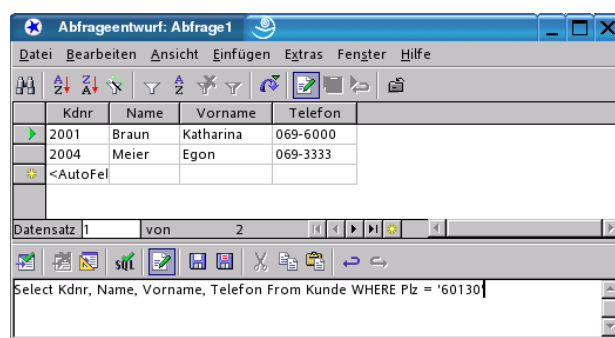 Abfrageentwurf: Abfrage1
Datei Bearbeiten Ansicht Einfügen Extras Fenster Hilfe
Kdnr Name Vorname Telefon
2001 Braun Katharina 069-6000
2004 Meier Egon 069-3333
<AutoFel
Datensatz 1 von 2
SQL
Select Kdnr, Name, Vorname, Telefon From Kunde WHERE Plz = '60130'